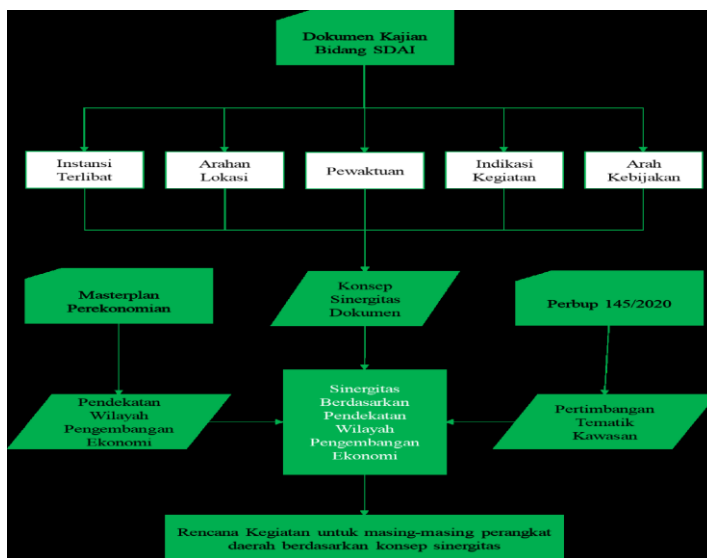 Dokumen Kajian
Bidang SDAI
Instansi
Terlibat
Arahan
Lokasi
Pewaktuan
Indikasi
Kegiatan
Arah
Kebijakan
Masterplan
Perekonomian
Konsep
Sinergitas
Dokumen
Perbup 145/2020
Pendekatan
Wilayah
Pengembangan
Ekonomi
Sinergitas
Berdasarkan
Pendekatan
Wilayah
Pengembangan
Ekonomi
Pertimbangan
Tematik
Kawasan
Rencana Kegiatan untuk masing-masing perangkat
daerah berdasarkan konsep sinergitas